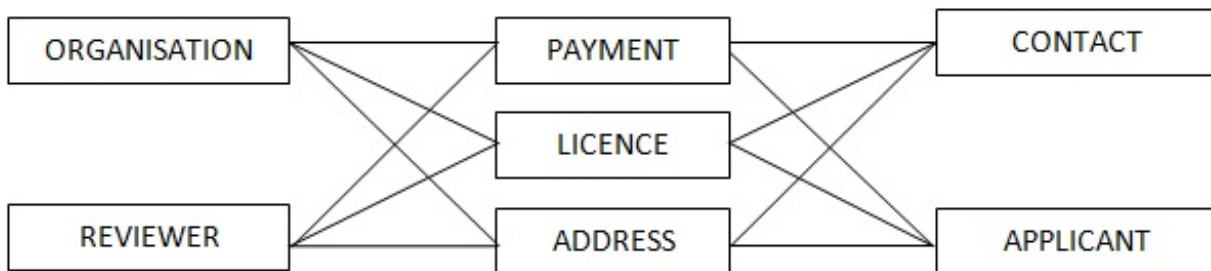 ORGANISATION
PAYMENT
CONTACT
LICENCE
REVIEWER
ADDRESS
APPLICANT